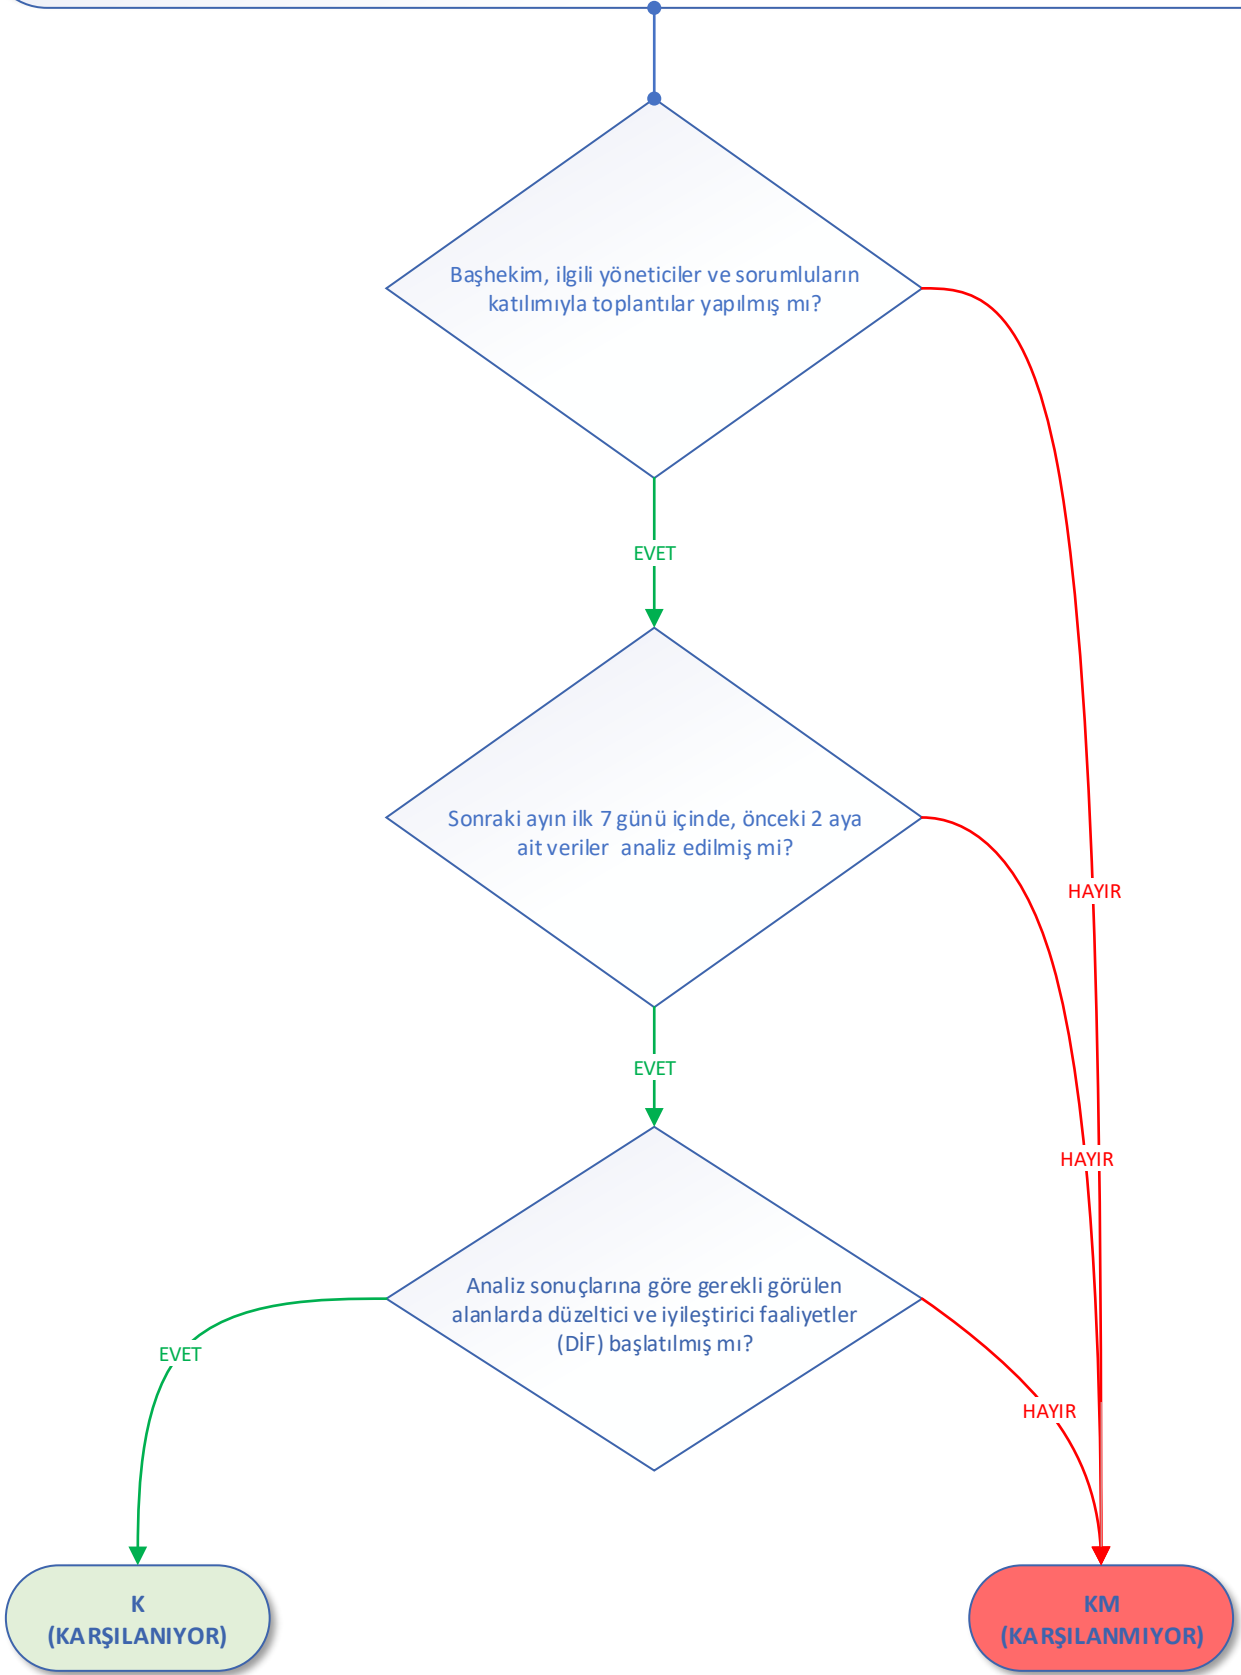 Başhekim, ilgili yöneticiler ve sorumluların
katılımıyla toplantılar yapılmış mı?
EVET
Sonraki ayın ilk 7 günü içinde, önceki 2 aya
ait veriler analiz edilmiş mi?
HAYIR
EVET
HAYIR
Analiz sonuçlarına göre gerekli görülen
alanlarda düzeltici ve iyileştirici faaliyetler
(DİF) başlatılmış mı?
EVET
HAYIR
K
(KARŞILANIYOR)
KM
(KARŞILANMIYOR)